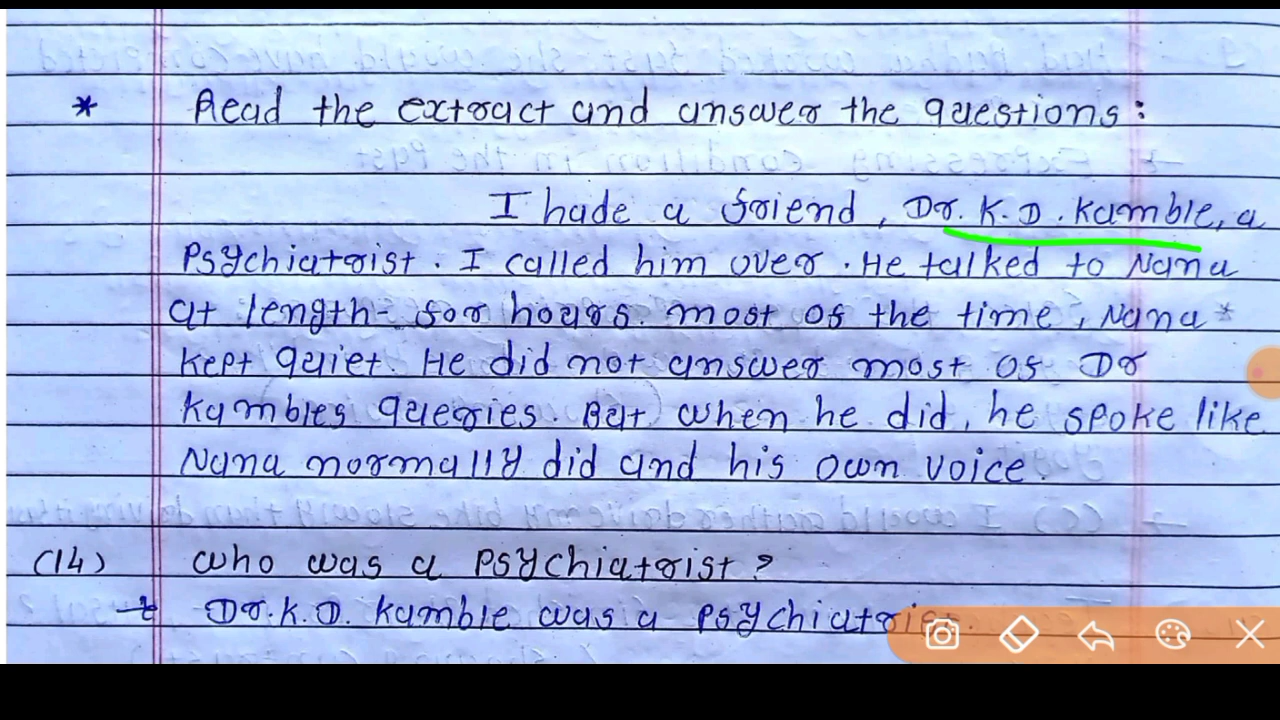 * Read the extract and answer the questions:
I hade a friend, Dr. K. D. Kamble, a
Psychiatrist. I called him over. He talked to Nana
at length- for hours. most of the time, Nana *
kept quiet. He did not answer most of Dr
Kambles queries. But when he did, he spoke like
Nana normally did and his own voice.
(14) who was a psychiatrist?
→ Dr. K. D. Kamble was a psychiatrist.